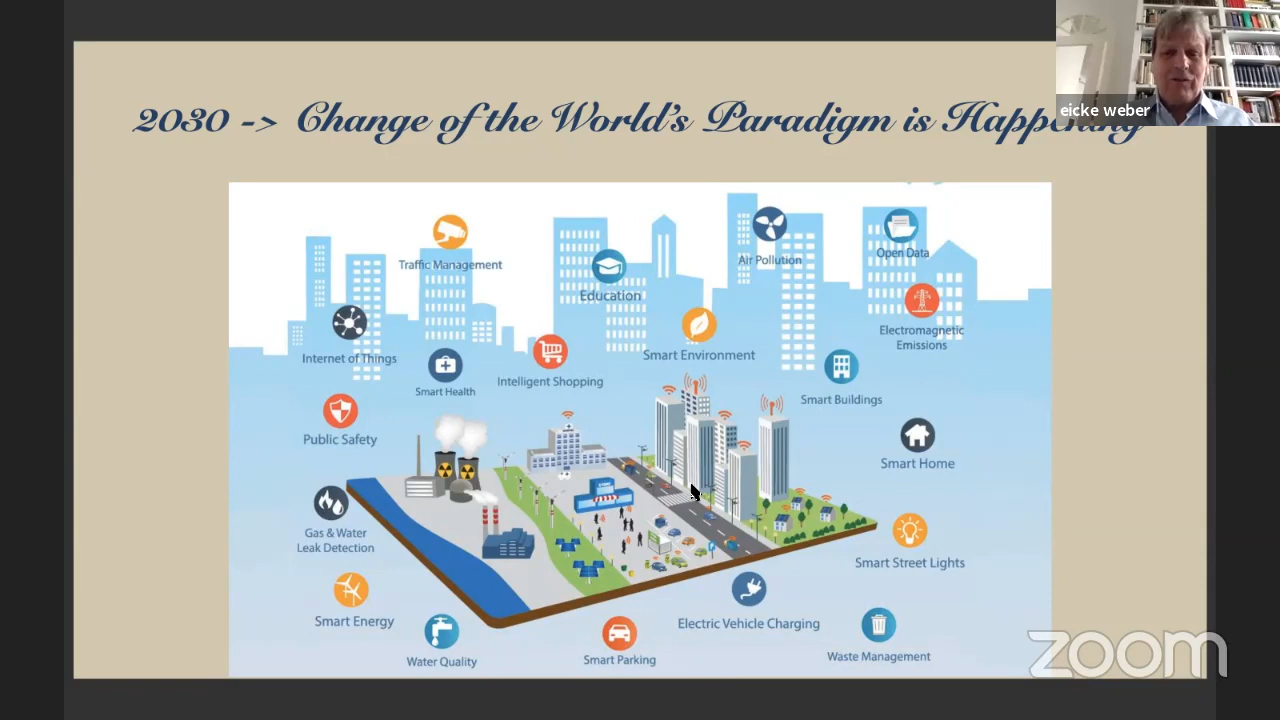 eicke weber
2030 -> Change of the World's Paradigm is Happening
Traffic Management
Education
Air Pollution
Open Data
Internet of Things
Smart Health
Intelligent Shopping
Smart Environment
Electromagnetic
Emissions
Smart Buildings
Public Safety
Smart Home
Gas & Water
Leak Detection
Smart Street Lights
Smart Energy
Electric Vehicle Charging
Water Quality
Smart Parking
Waste Management
zoom